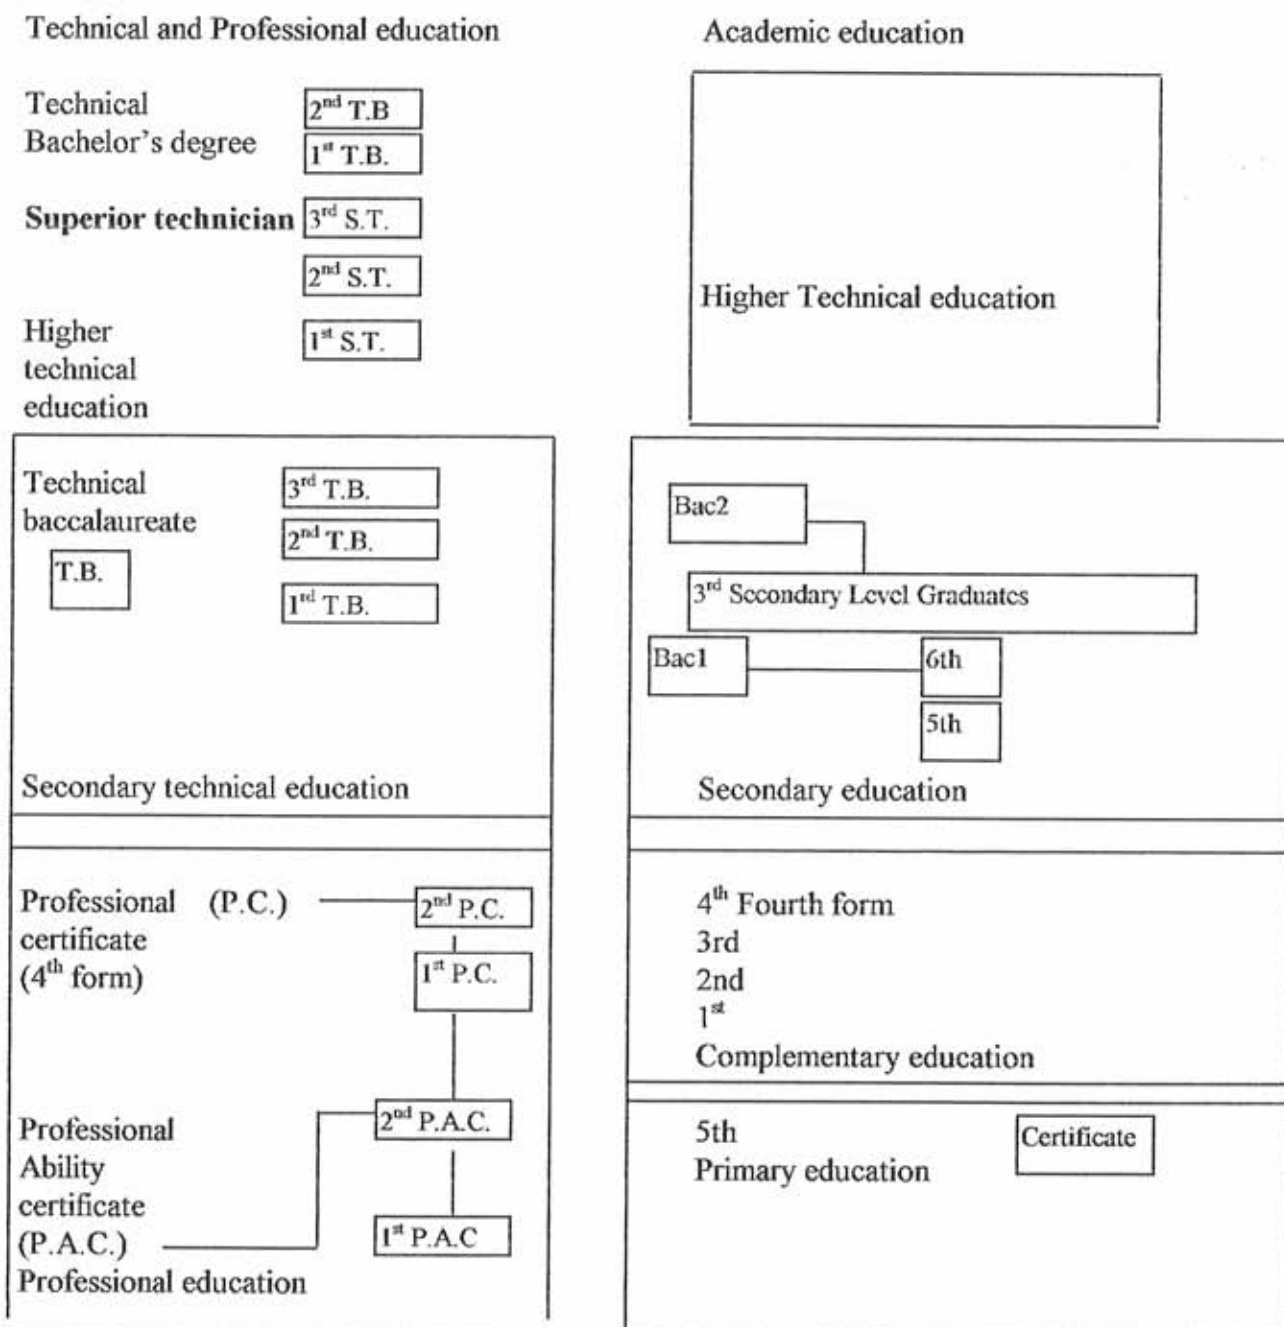 Technical and Professional education
Technical
Bachelor's degree
2nd T.B
1st T.B.
Superior technician
3rd S.T.
2nd S.T.
Higher
technical
education
1st S.T.
Technical
baccalaureate
T.B.
3rd T.B.
2nd T.B.
1rd T.B.
Secondary technical education
Professional (P.C.)
certificate
(4th form)
2nd P.C.
1st P.C.
Professional
Ability
certificate
(P.A.C.)
2nd P.A.C.
1st P.A.C
Professional education
Academic education
Higher Technical education
Bac2
3rd Secondary Level Graduates
Bac1
6th
5th
Secondary education
4th Fourth form
3rd
2nd
1st
Complementary education
5th
Primary education
Certificate